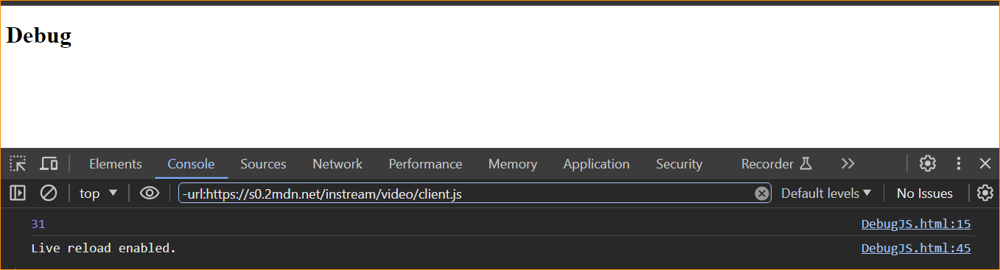 Debug
Elements Console Sources Network Performance Memory Application Security Recorder
top -url:https://s0.2mdn.net/instream/video/client.js Default levels No Issues
31 DebugJS.html:15
Live reload enabled. DebugJS.html:45